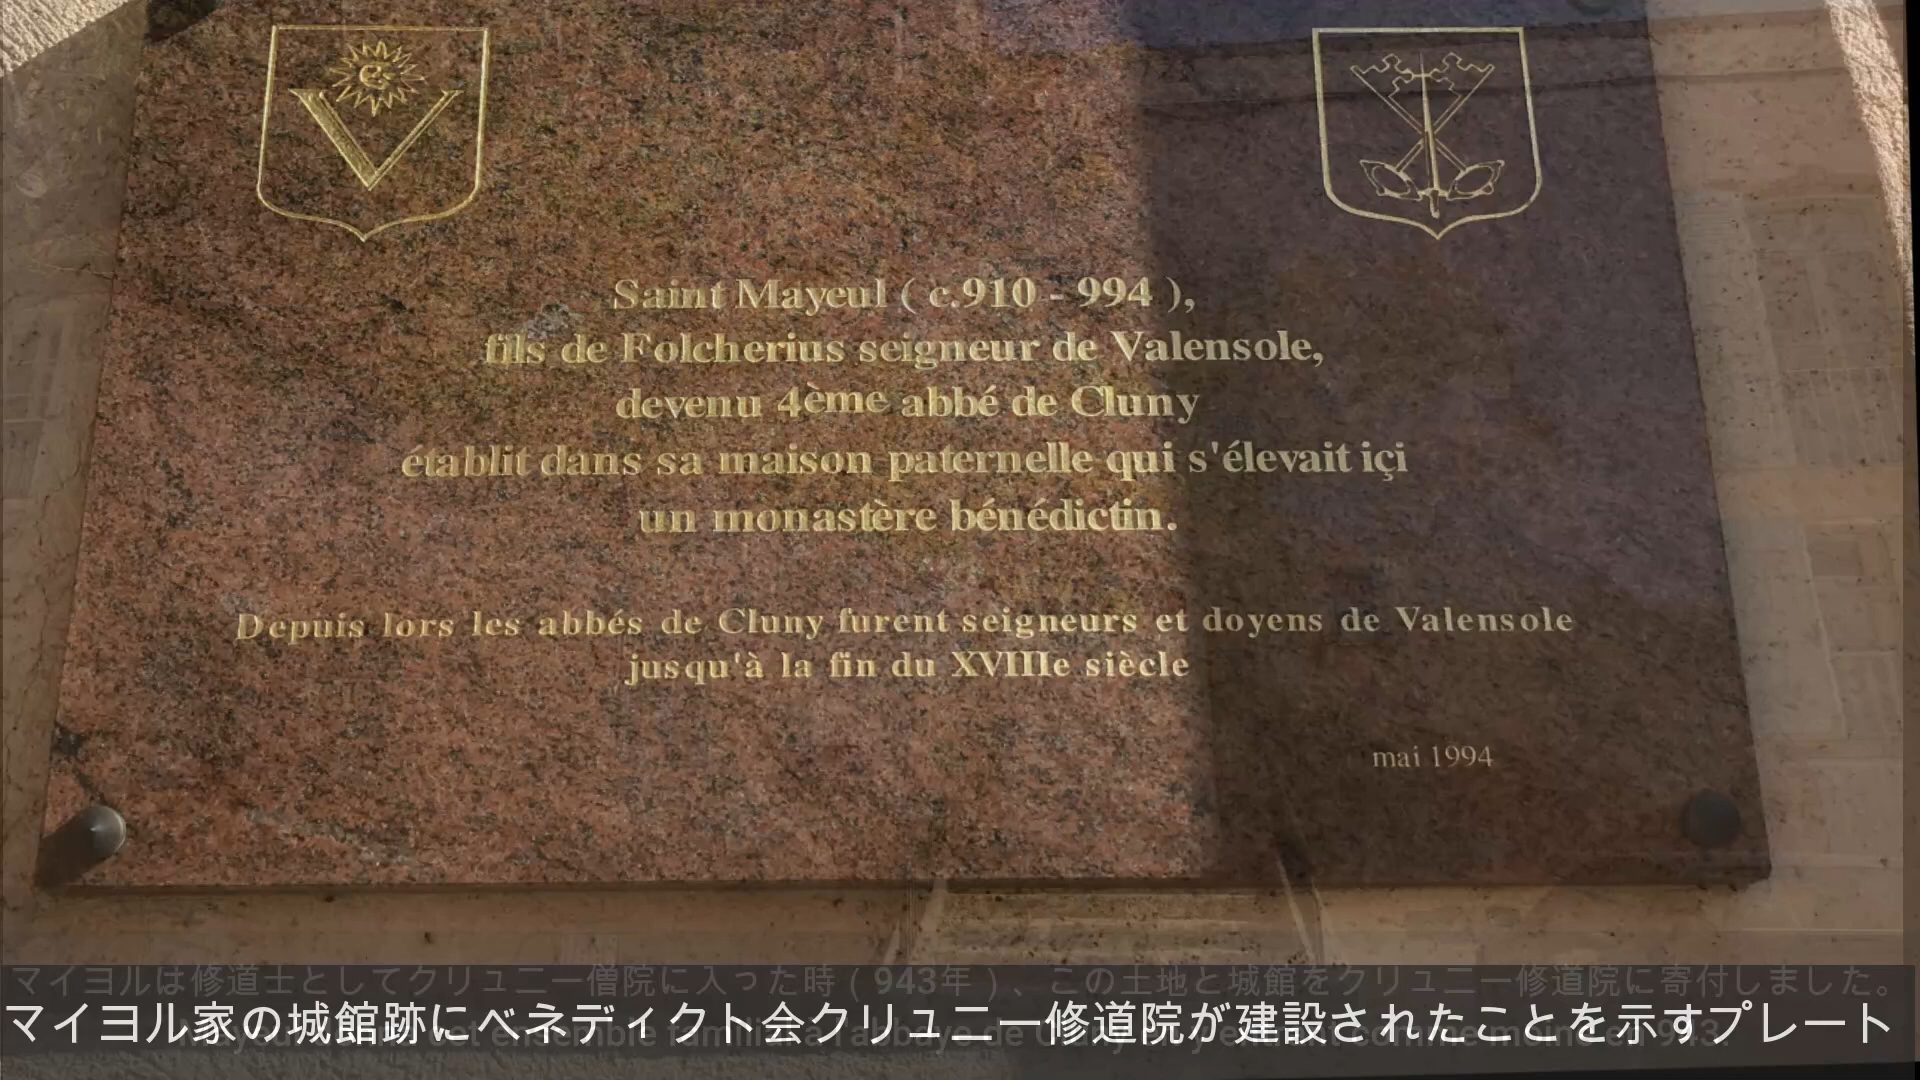 Saint Mayeul ( c.910 - 994 ),
fils de Folcherius seigneur de Valensole,
devenu 4ème abbé de Cluny
établit dans sa maison paternelle qui s'élevait içi
un monastère bénédictin.
Depuis lors les abbés de Cluny furent seigneurs et doyens de Valensole
jusqu'à la fin du XVIIIe siècle
mai 1994
マイヨルは修道士としてクリュニー僧院に入った時（943年）、この土地と城館をクリュニー修道院に寄付しました。
マイヨル家の城館跡にベネディクト会クリュニー修道院が建設されたことを示すプレート